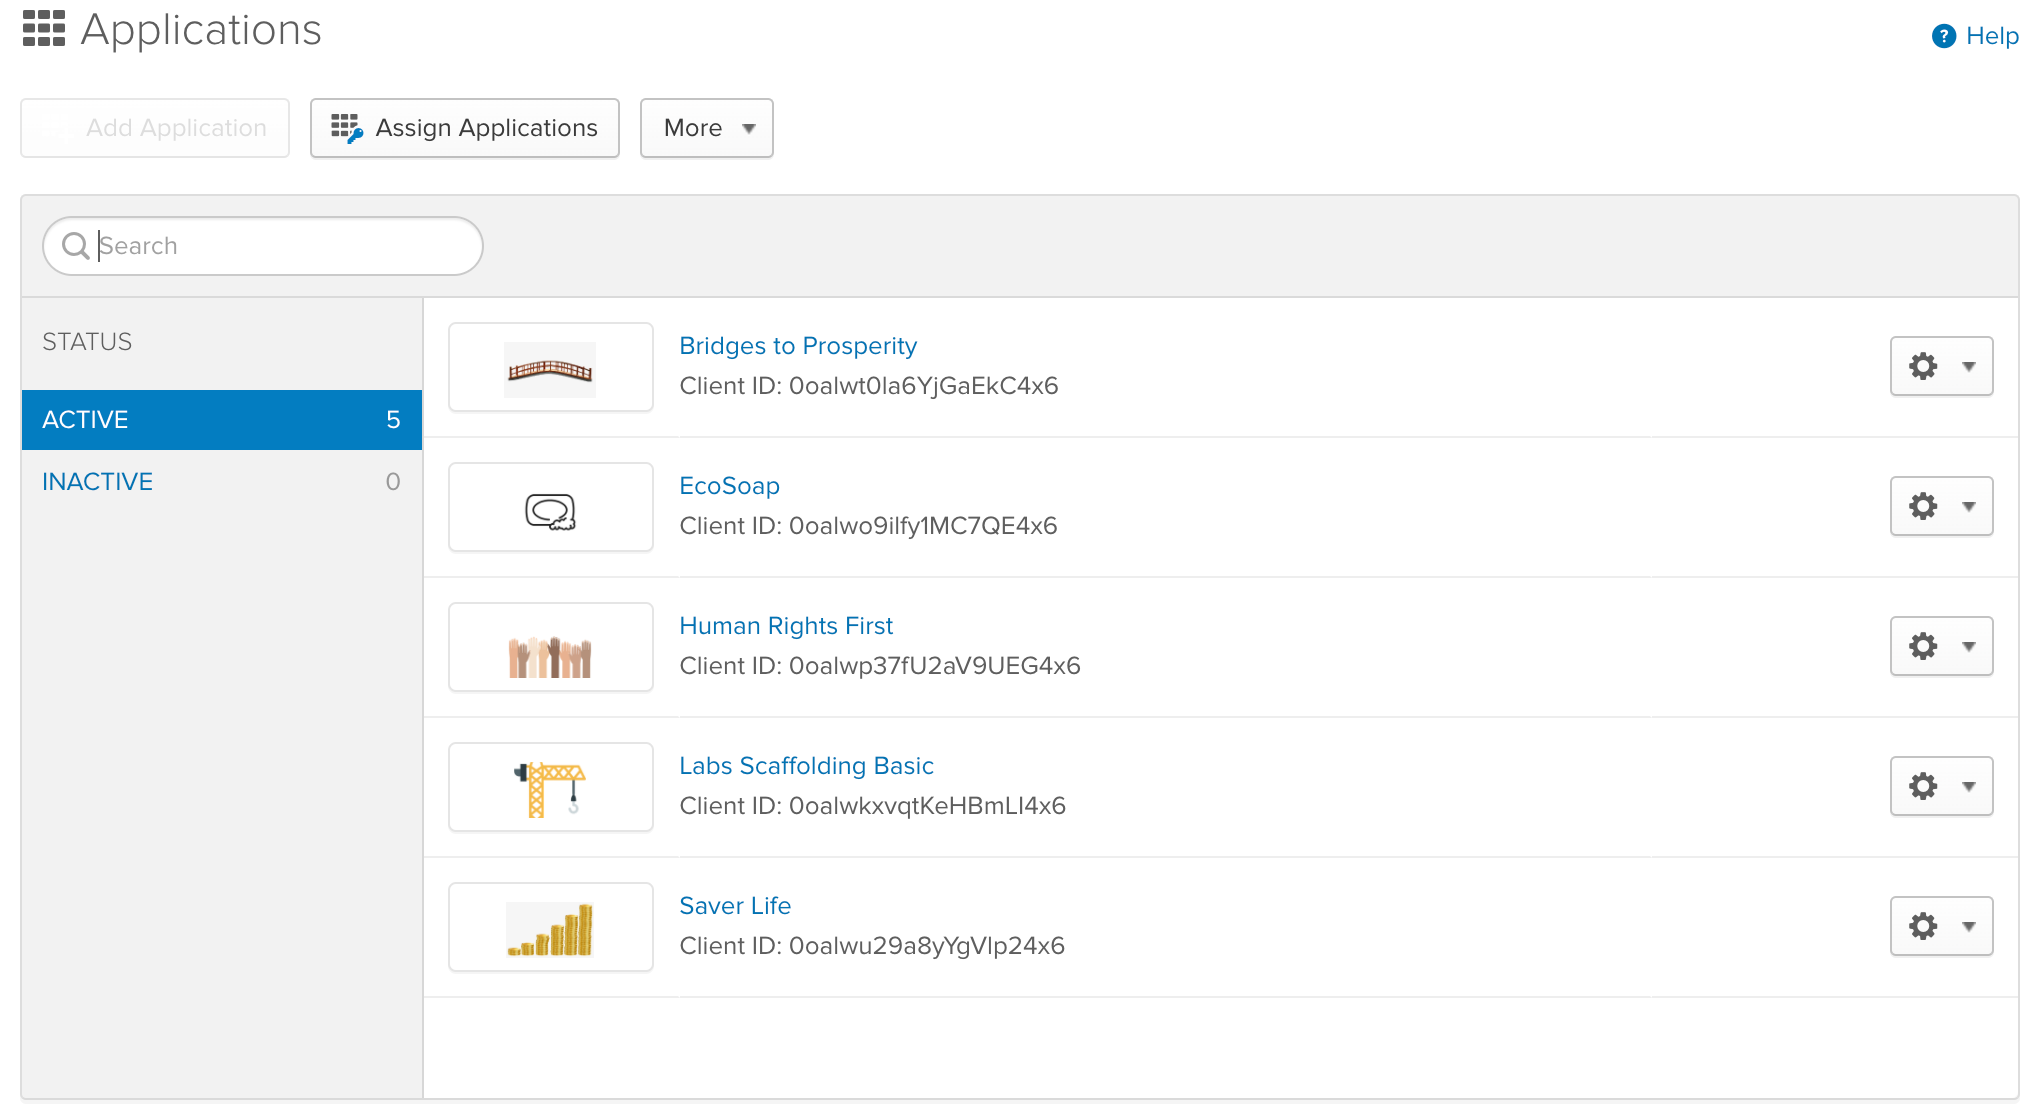 Applications
? Help
Add Application
Assign Applications
More
Search
STATUS
ACTIVE 5
INACTIVE 0
Bridges to Prosperity
Client ID: 0oalwt0la6YjGaEkC4x6
EcoSoap
Client ID: 0oalwo9ilfy1MC7QE4x6
Human Rights First
Client ID: 0oalwp37fU2aV9UEG4x6
Labs Scaffolding Basic
Client ID: 0oalwkxvqtKeHBmLl4x6
Saver Life
Client ID: 0oalwu29a8yYgVlp24x6